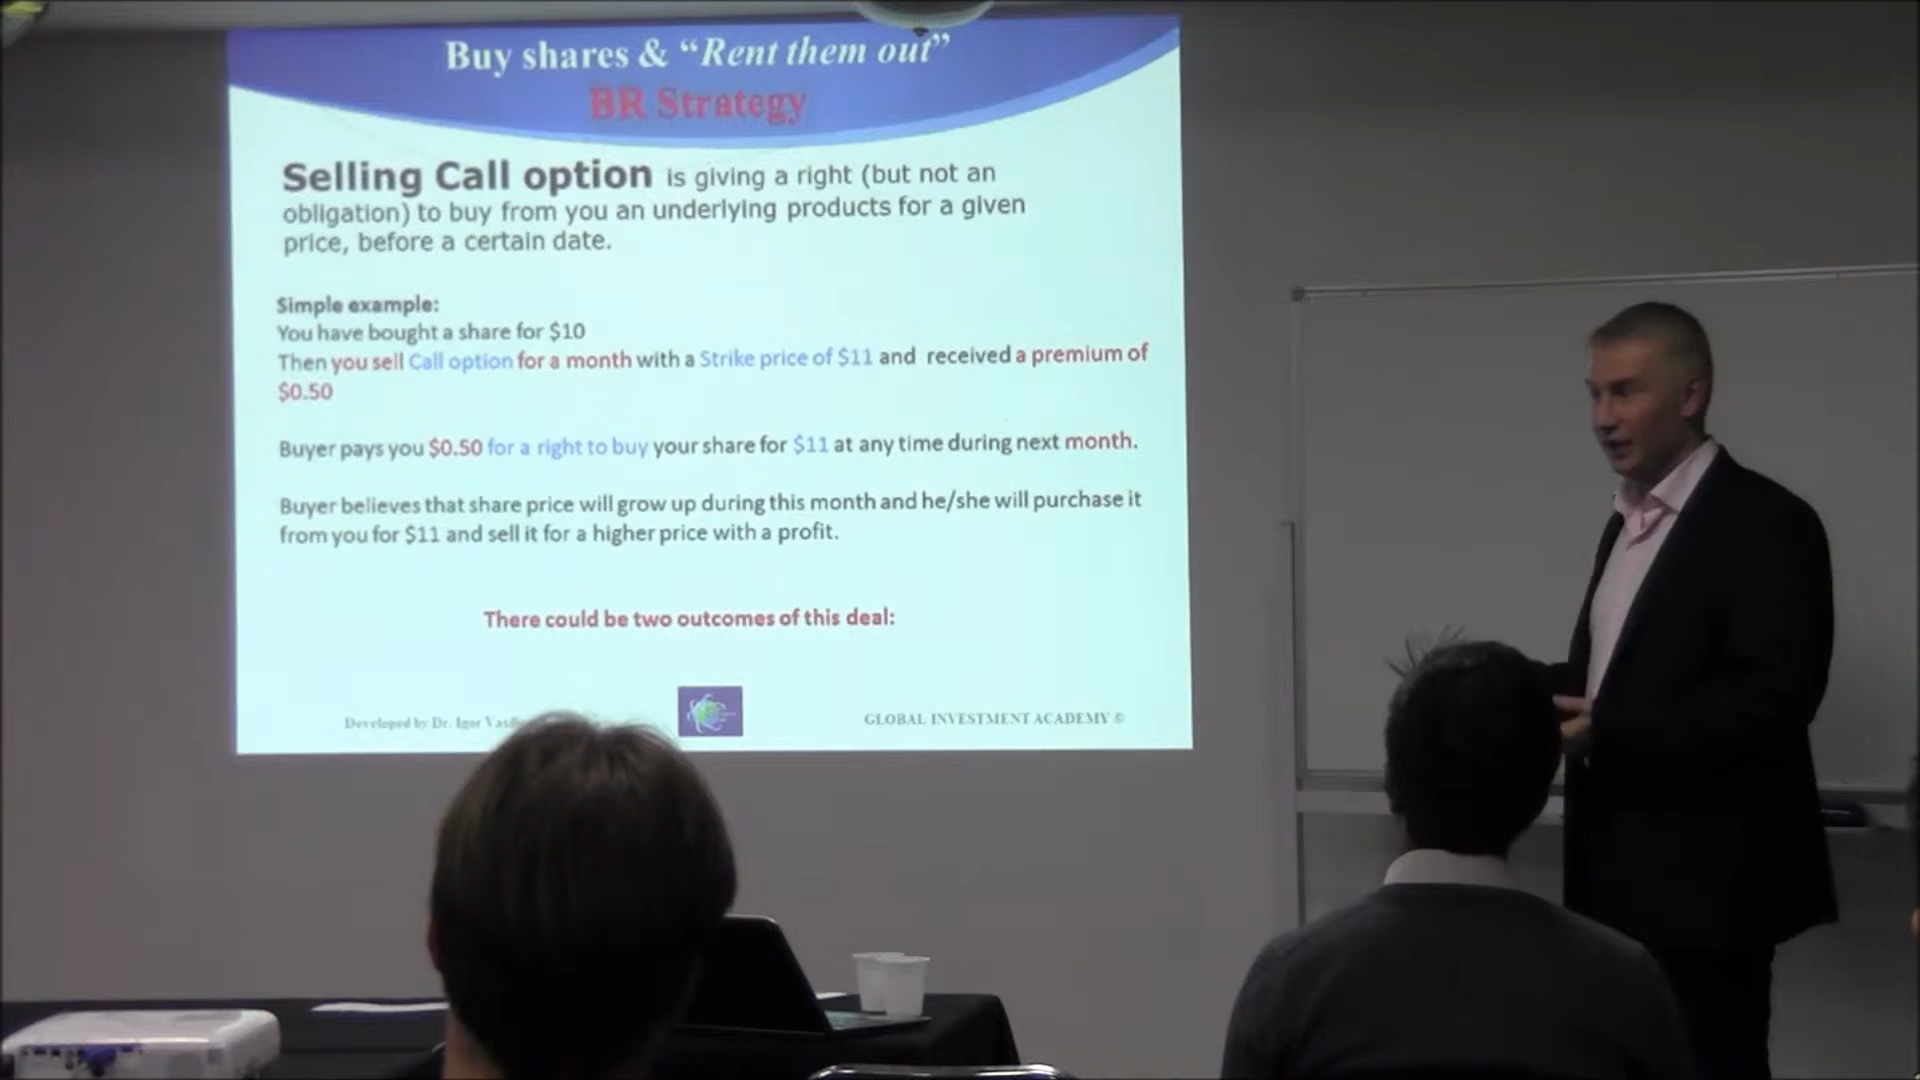 Buy shares & “Rent them out”
BR Strategy
Selling Call option is giving a right (but not an
obligation) to buy from you an underlying products for a given
price, before a certain date.
Simple example:
You have bought a share for $10
Then you sell Call option for a month with a Strike price of $11 and received a premium of
$0.50
Buyer pays you $0.50 for a right to buy your share for $11 at any time during next month.
Buyer believes that share price will grow up during this month and he/she will purchase it
from you for $11 and sell it for a higher price with a profit.
There could be two outcomes of this deal:
Developed by Dr. Igor
GLOBAL INVESTMENT ACADEMY ©